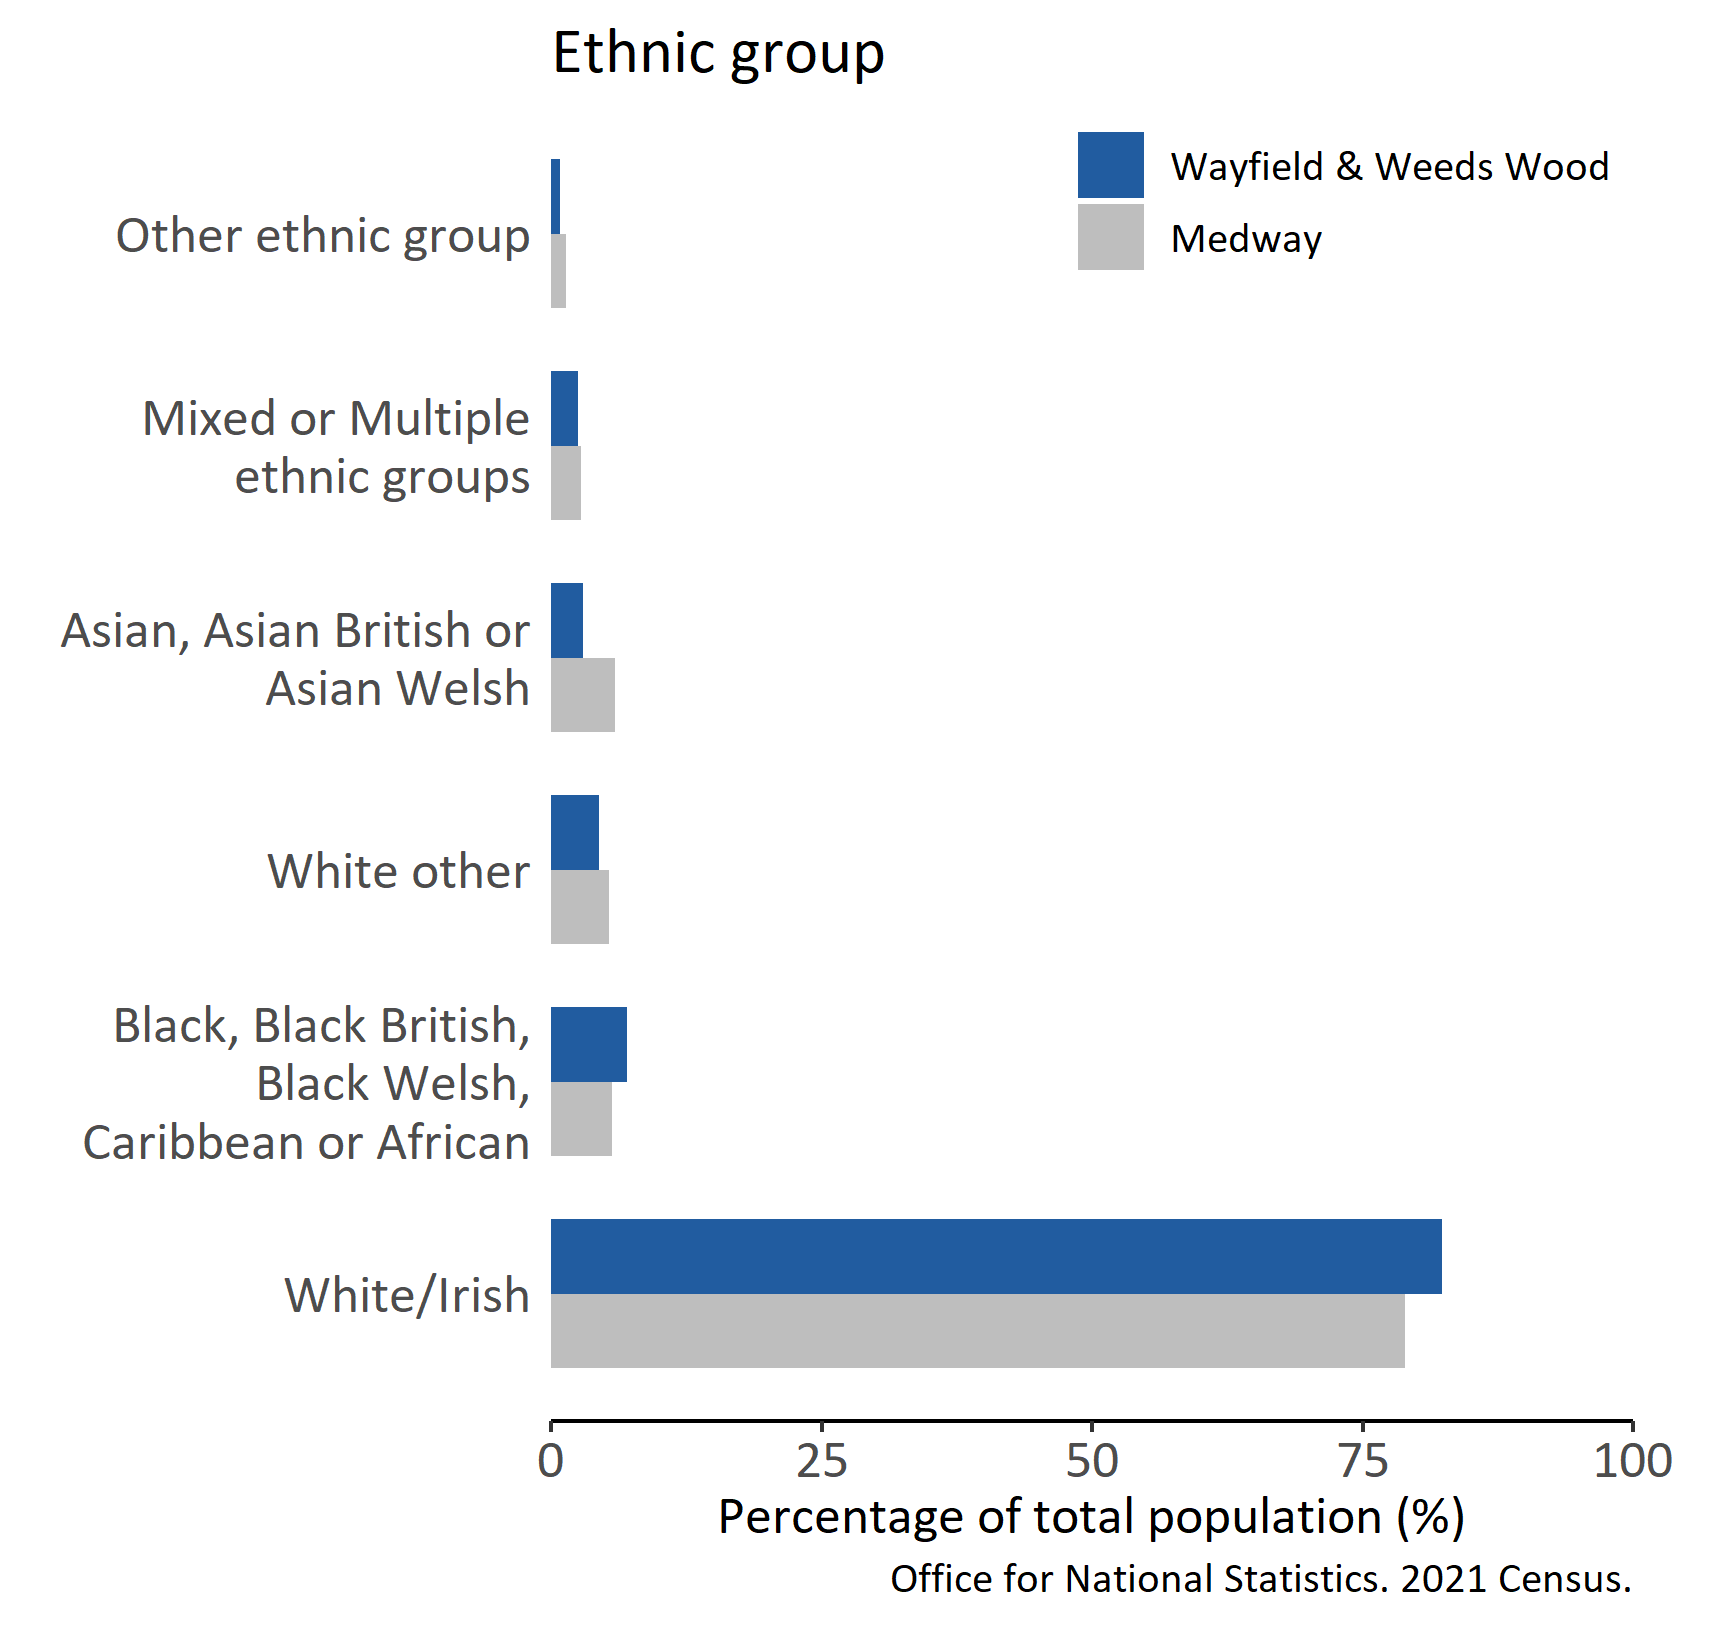 Ethnic group
Wayfield & Weeds Wood
Medway
Other ethnic group
Mixed or Multiple
ethnic groups
Asian, Asian British or
Asian Welsh
White other
Black, Black British,
Black Welsh,
Caribbean or African
White/Irish
0 25 50 75 100
Percentage of total population (%)
Office for National Statistics. 2021 Census.